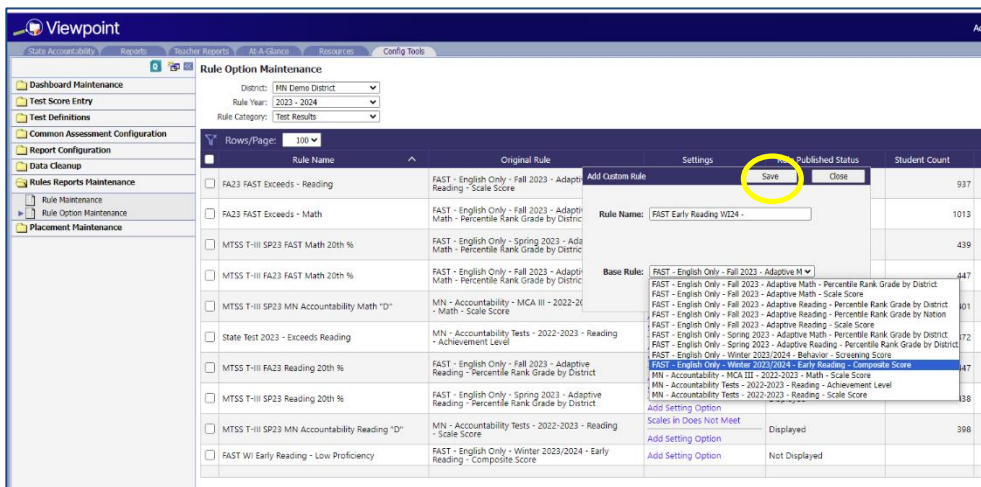 Viewpoint
State Accountability Reports Teacher Reports At-A-Glance Resources Config Tools
Dashboard Maintenance
Test Score Entry
Test Definitions
Common Assessment Configuration
Report Configuration
Data Cleanup
Rules Reports Maintenance
Rule Maintenance
Rule Option Maintenance
Placement Maintenance
Rule Option Maintenance
District: MN Demo District
Rule Year: 2023 - 2024
Rule Category: Test Results
Rows/Page: 100
Rule Name Original Rule Settings Rule Published Status Student Count
FA23 FAST Exceeds - Reading
FAST - English Only - Fall 2023 - Adapti
Reading - Scale Score
937
FA23 FAST Exceeds - Math
FAST - English Only - Fall 2023 - Adapti
Math - Percentile Rank Grade by Distric
1013
MTSS T-III SP23 FAST Math 20th %
FAST - English Only - Spring 2023 - Ada
Math - Percentile Rank Grade by Distric
439
MTSS T-III FA23 FAST Math 20th %
FAST - English Only - Fall 2023 - Adapti
Math - Percentile Rank Grade by Distric
447
MTSS T-III SP23 MN Accountability Math "D"
MN - Accountability - MCA III - 2022-20
- Math - Scale Score
401
State Test 2023 - Exceeds Reading
MN - Accountability Tests - 2022-2023 - Reading
- Achievement Level
472
MTSS T-III FA23 Reading 20th %
FAST - English Only - Fall 2023 - Adaptive
Reading - Percentile Rank Grade by District
447
MTSS T-III SP23 Reading 20th %
FAST - English Only - Spring 2023 - Adaptive
Reading - Percentile Rank Grade by District
Add Setting Option
438
MTSS T-III SP23 MN Accountability Reading "D"
MN - Accountability Tests - 2022-2023 - Reading
- Scale Score
Scales in Does Not Meet
Add Setting Option
Displayed
398
FAST WI Early Reading - Low Proficiency
FAST - English Only - Winter 2023/2024 - Early
Reading - Composite Score
Add Setting Option
Not Displayed
Add Custom Rule Save Close
Rule Name: FAST Early Reading WI24 -
Base Rule: FAST - English Only - Fall 2023 - Adaptive M
FAST - English Only - Fall 2023 - Adaptive Math - Percentile Rank Grade by District
FAST - English Only - Fall 2023 - Adaptive Math - Scale Score
FAST - English Only - Fall 2023 - Adaptive Reading - Percentile Rank Grade by District
FAST - English Only - Fall 2023 - Adaptive Reading - Percentile Rank Grade by Nation
FAST - English Only - Fall 2023 - Adaptive Reading - Scale Score
FAST - English Only - Spring 2023 - Adaptive Math - Percentile Rank Grade by District
FAST - English Only - Spring 2023 - Adaptive Reading - Percentile Rank Grade by District
FAST - English Only - Winter 2023/2024 - Behavior - Screening Score
FAST - English Only - Winter 2023/2024 - Early Reading - Composite Score
MN - Accountability - MCA III - 2022-2023 - Math - Scale Score
MN - Accountability Tests - 2022-2023 - Reading - Achievement Level
MN - Accountability Tests - 2022-2023 - Reading - Scale Score